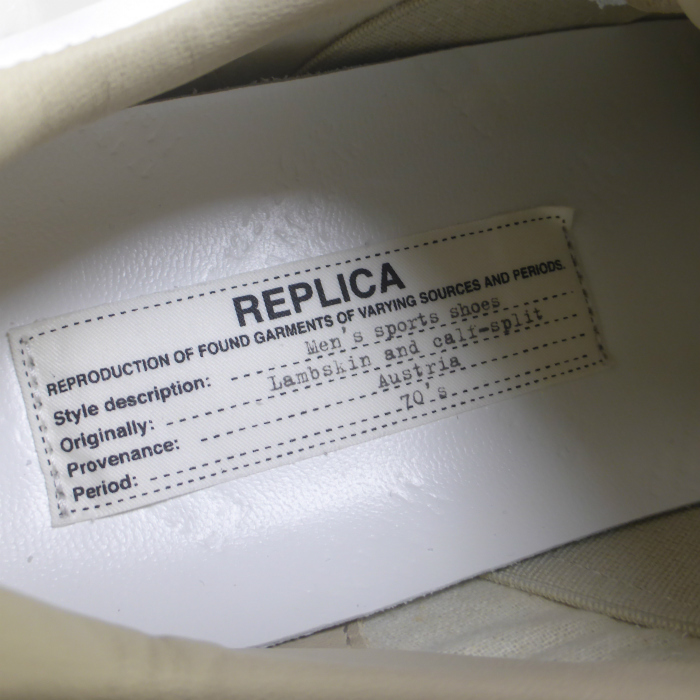 REPLICA
REPRODUCTION OF FOUND GARMENTS OF VARYING SOURCES AND PERIODS.
Style description: Men's sports shoes
Originally: Lambskin and calf-split
Provenance: Austria
Period: 70's